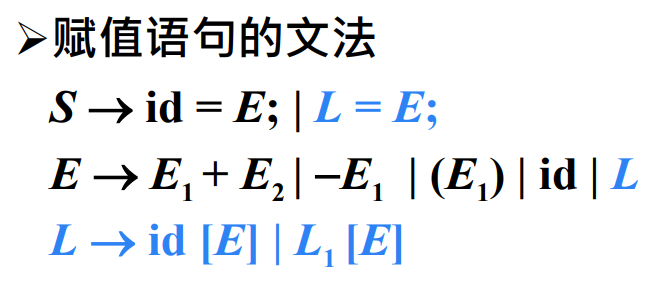 ➢赋值语句的文法
S → id = E; | L = E;
E → E₁ + E₂ | −E₁ | (E₁) | id | L
L → id [E] | L₁ [E]